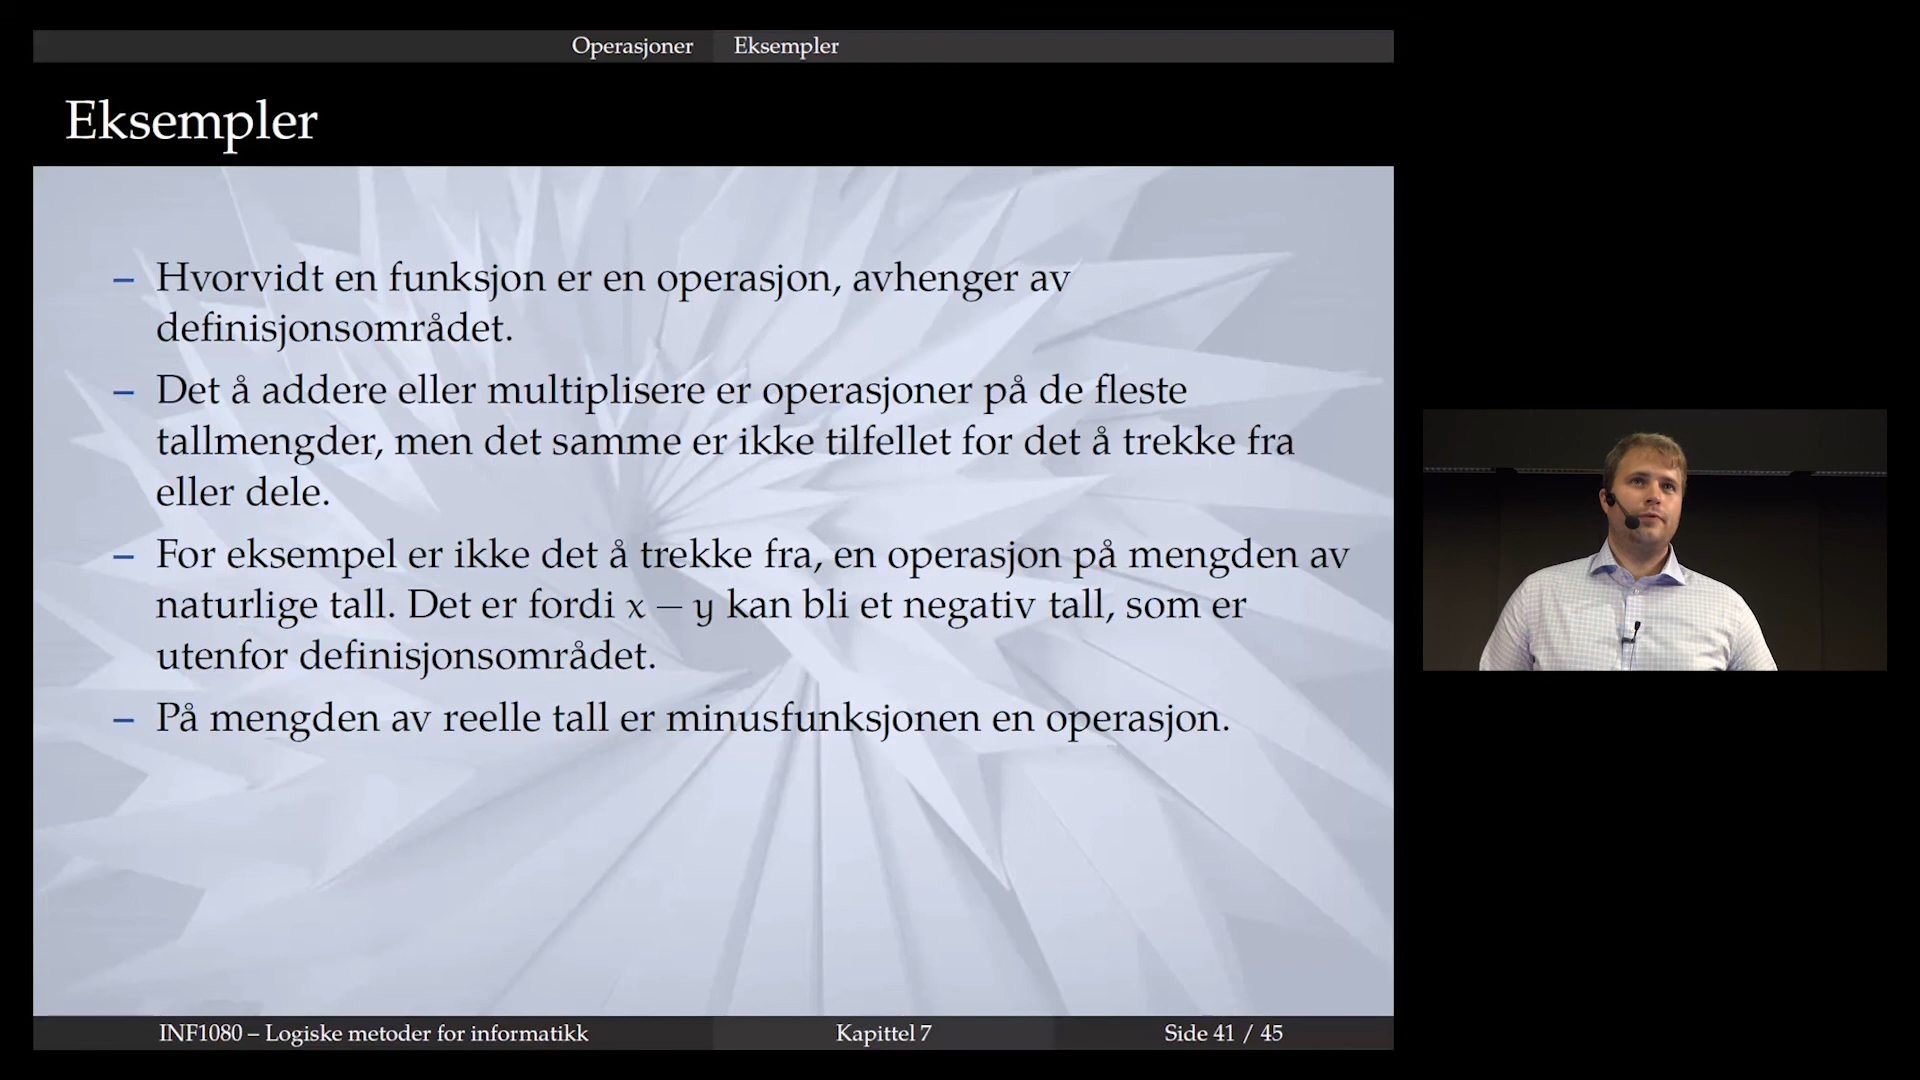 Operasjoner Eksempler
Eksempler
– Hvorvidt en funksjon er en operasjon, avhenger av
definisjonsområdet.
– Det å addere eller multiplisere er operasjoner på de fleste
tallmengder, men det samme er ikke tilfellet for det å trekke fra
eller dele.
– For eksempel er ikke det å trekke fra, en operasjon på mengden av
naturlige tall. Det er fordi x − y kan bli et negativ tall, som er
utenfor definisjonsområdet.
– På mengden av reelle tall er minusfunksjonen en operasjon.
INF1080 – Logiske metoder for informatikk Kapittel 7 Side 41 / 45